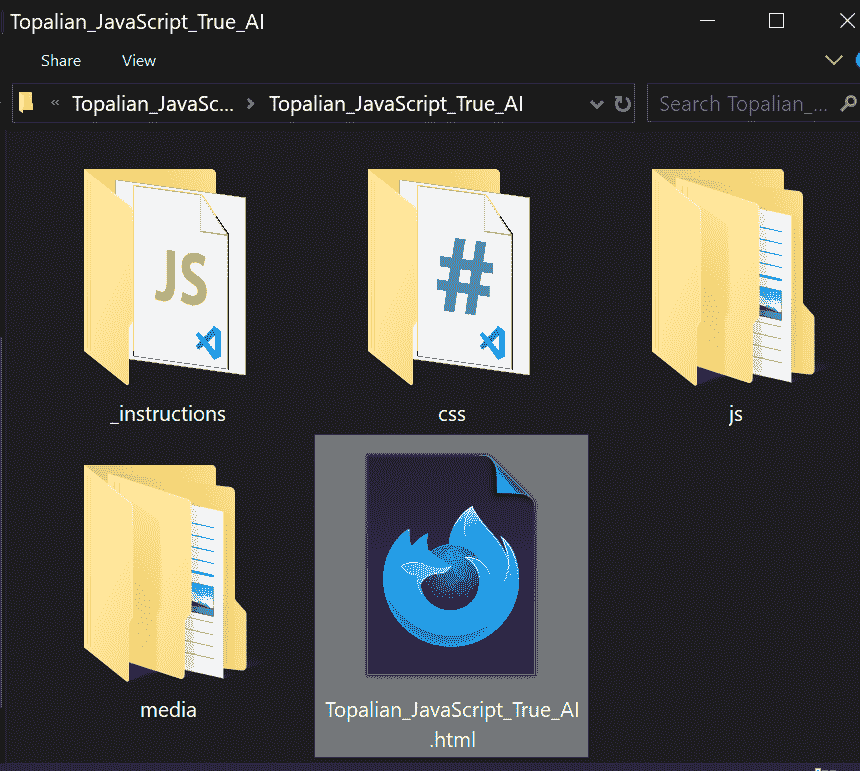 Topalian_JavaScript_True_AI
Share View
« Topalian_JavaSc... > Topalian_JavaScript_True_AI
Search Topalian_...
JS
#
_instructions
css
js
media
Topalian_JavaScript_True_AI
.html